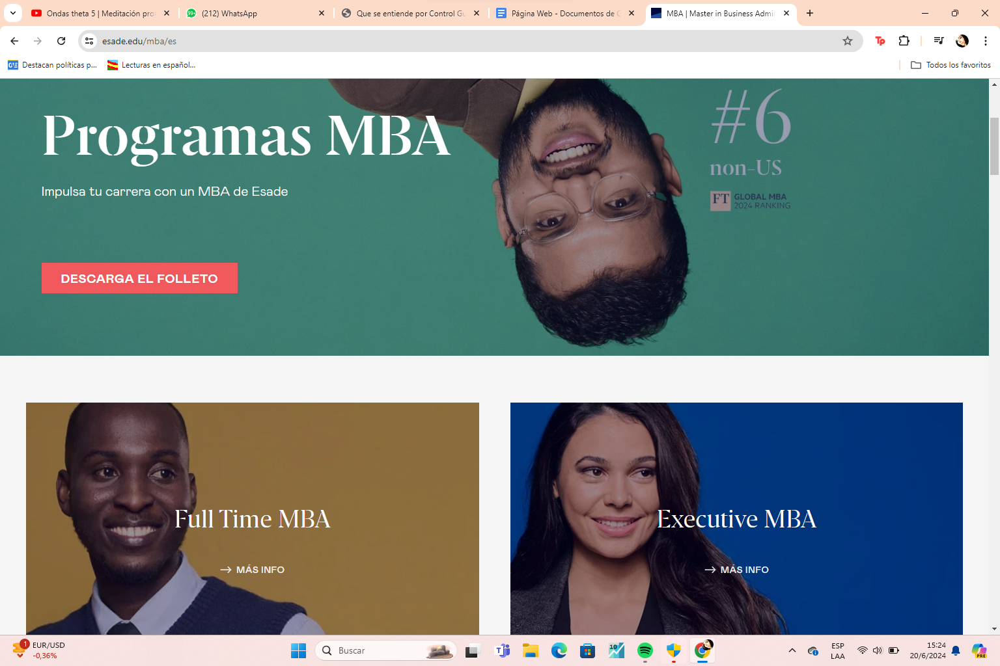 Ondas theta 5 | Meditación pro
(212) WhatsApp
Que se entiende por Control Gu
Página Web - Documentos de G
MBA | Master in Business Admi
esade.edu/mba/es
Destacan políticas p...
Lecturas en español...
Todos los favoritos
Programas MBA
Impulsa tu carrera con un MBA de Esade
DESCARGA EL FOLLETO
#6
non-US
FT
GLOBAL MBA
2024 RANKING
Full Time MBA
MÁS INFO
Executive MBA
MÁS INFO
1
EUR/USD
-0,36%
Buscar
10
ESP
LAA
15:24
20/6/2024
PRE